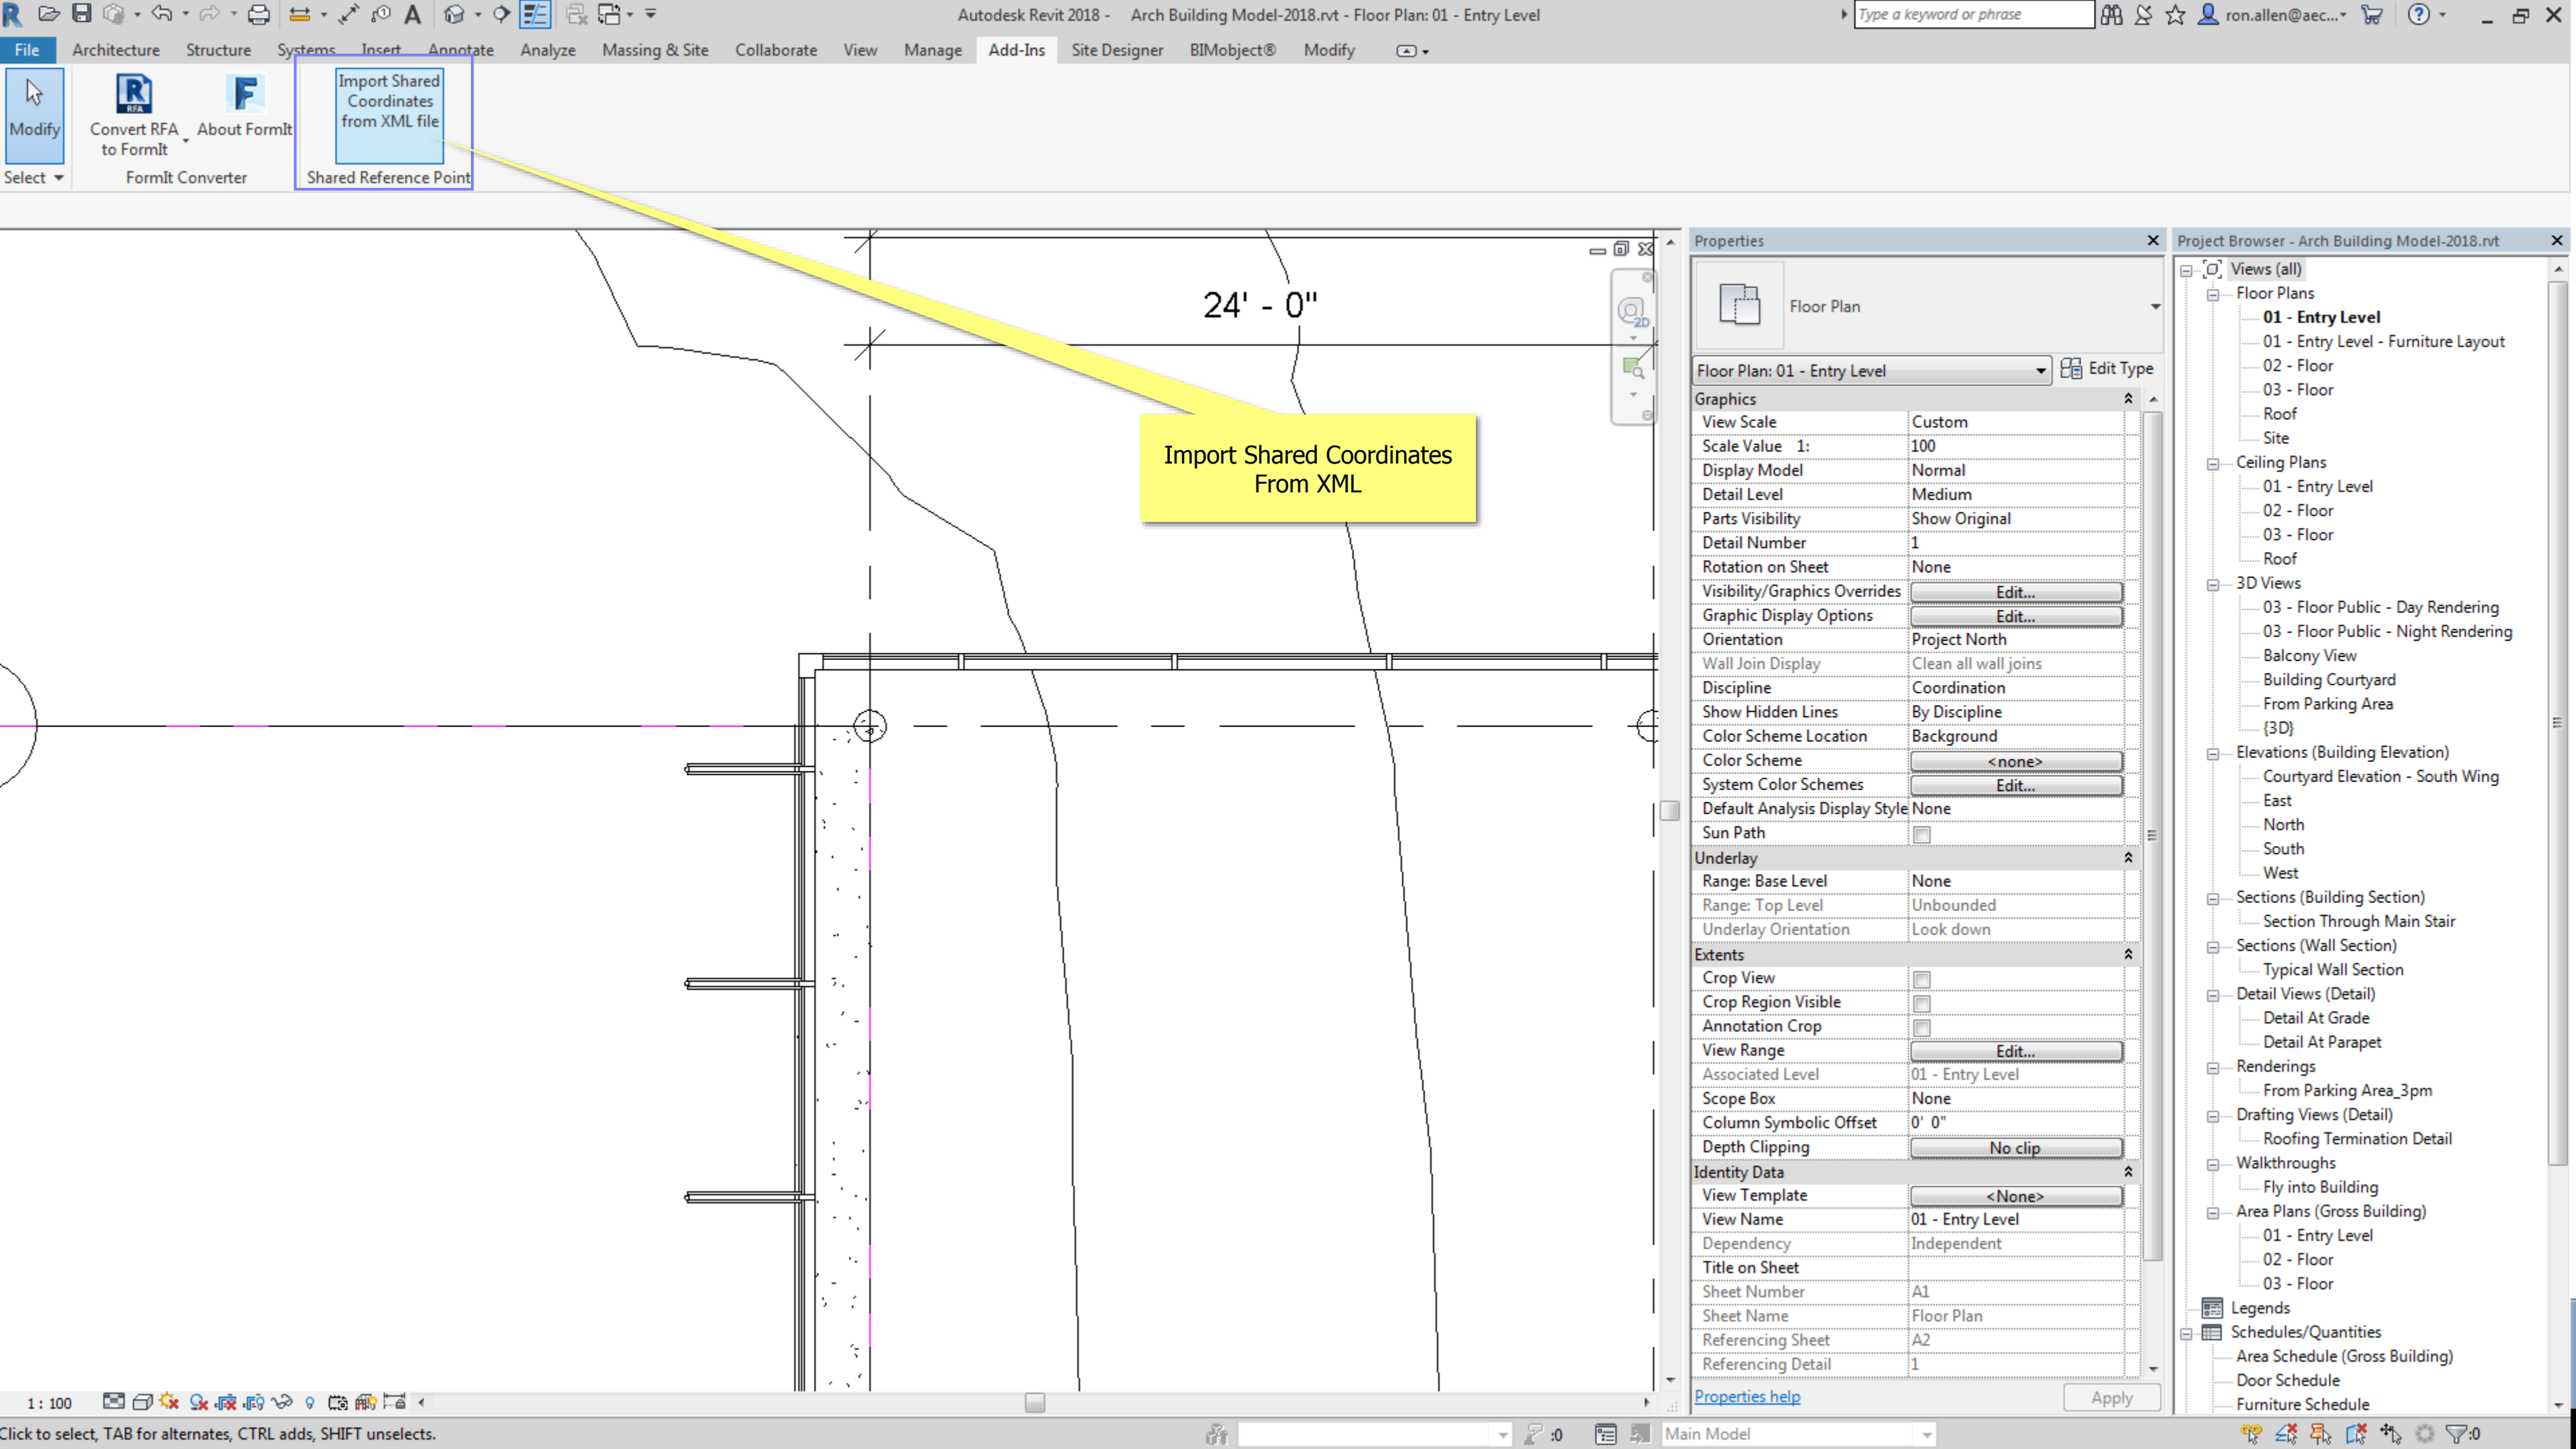 Autodesk Revit 2018 - Arch Building Model-2018.rvt - Floor Plan: 01 - Entry Level
Type a keyword or phrase
ron.allen@aec...
File Architecture Structure Systems Insert Annotate Analyze Massing & Site Collaborate View Manage Add-Ins Site Designer BIMobject® Modify
Modify
Convert RFA
to FormIt
About FormIt
Import Shared
Coordinates
from XML file
Select
FormIt Converter
Shared Reference Point
24' - 0"
2D
Import Shared Coordinates
From XML
Properties
Floor Plan
Floor Plan: 01 - Entry Level
Edit Type
Graphics
View Scale Custom
Scale Value 1: 100
Display Model Normal
Detail Level Medium
Parts Visibility Show Original
Detail Number 1
Rotation on Sheet None
Visibility/Graphics Overrides Edit...
Graphic Display Options Edit...
Orientation Project North
Wall Join Display Clean all wall joins
Discipline Coordination
Show Hidden Lines By Discipline
Color Scheme Location Background
Color Scheme <none>
System Color Schemes Edit...
Default Analysis Display Style None
Sun Path
Underlay
Range: Base Level None
Range: Top Level Unbounded
Underlay Orientation Look down
Extents
Crop View
Crop Region Visible
Annotation Crop
View Range Edit...
Associated Level 01 - Entry Level
Scope Box None
Column Symbolic Offset 0' 0"
Depth Clipping No clip
Identity Data
View Template <None>
View Name 01 - Entry Level
Dependency Independent
Title on Sheet
Sheet Number A1
Sheet Name Floor Plan
Referencing Sheet A2
Referencing Detail 1
Properties help
Apply
Project Browser - Arch Building Model-2018.rvt
Views (all)
Floor Plans
01 - Entry Level
01 - Entry Level - Furniture Layout
02 - Floor
03 - Floor
Roof
Site
Ceiling Plans
01 - Entry Level
02 - Floor
03 - Floor
Roof
3D Views
03 - Floor Public - Day Rendering
03 - Floor Public - Night Rendering
Balcony View
Building Courtyard
From Parking Area
{3D}
Elevations (Building Elevation)
Courtyard Elevation - South Wing
East
North
South
West
Sections (Building Section)
Section Through Main Stair
Sections (Wall Section)
Typical Wall Section
Detail Views (Detail)
Detail At Grade
Detail At Parapet
Renderings
From Parking Area_3pm
Drafting Views (Detail)
Roofing Termination Detail
Walkthroughs
Fly into Building
Area Plans (Gross Building)
01 - Entry Level
02 - Floor
03 - Floor
Legends
Schedules/Quantities
Area Schedule (Gross Building)
Door Schedule
Furniture Schedule
1 : 100
Click to select, TAB for alternates, CTRL adds, SHIFT unselects.
:0
Main Model
:0